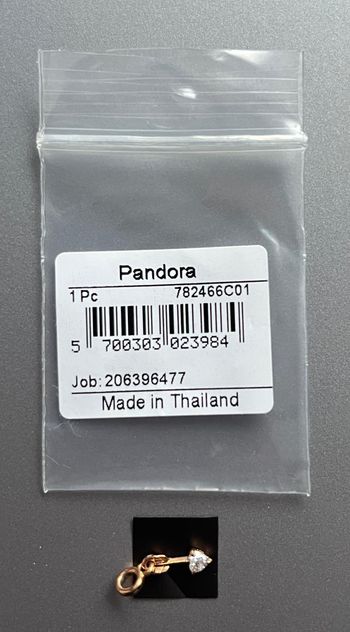 Pandora
1 Pc 782466C01
5 700303 023984
Job: 206396477
Made in Thailand